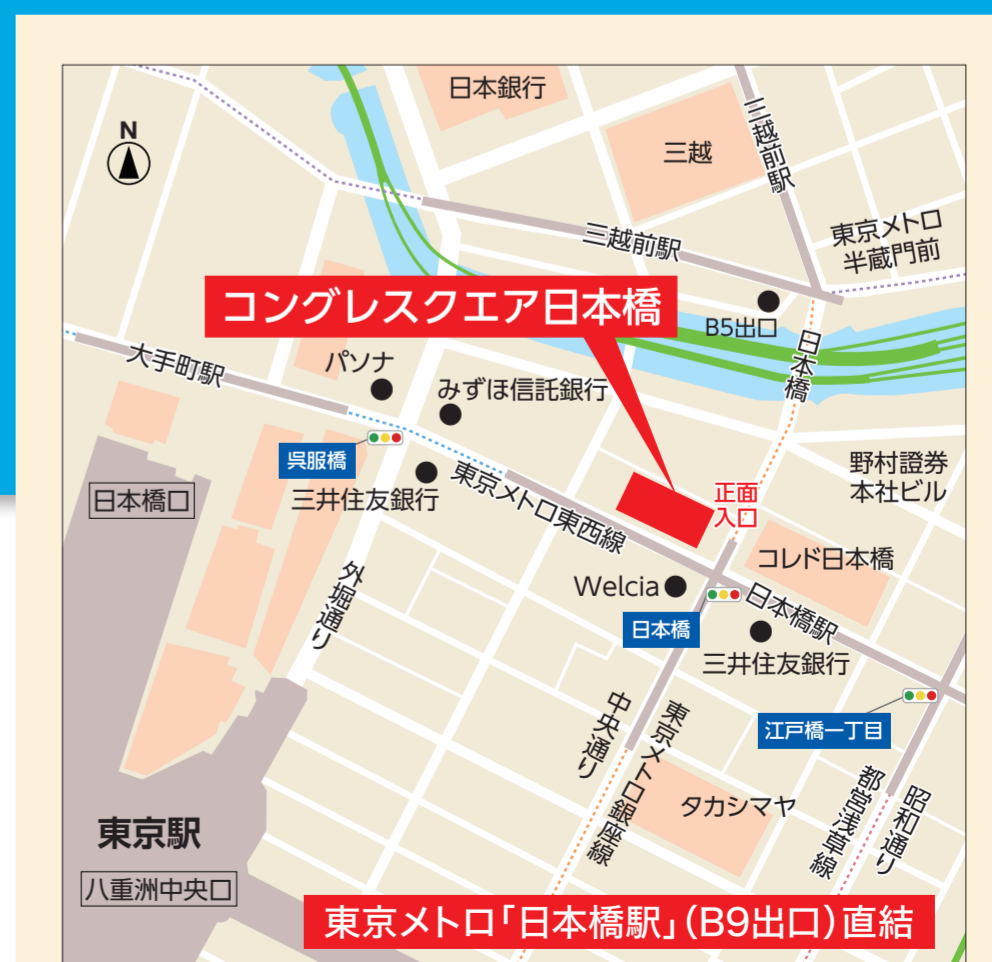 日本銀行
N
三越
三越前駅
東京メトロ
半蔵門前
三越前駅
コングレスクエア日本橋
B5出口
日本橋
大手町駅
パソナ
みずほ信託銀行
呉服橋
三井住友銀行
日本橋口
東京メトロ東西線
正面
入口
野村證券
本社ビル
コレド日本橋
外堀通り
Welcia
日本橋駅
日本橋
三井住友銀行
江戸橋一丁目
中央通り
東京メトロ銀座線
タカシマヤ
都営浅草線
昭和通り
東京駅
八重洲中央口
東京メトロ「日本橋駅」(B9出口)直結